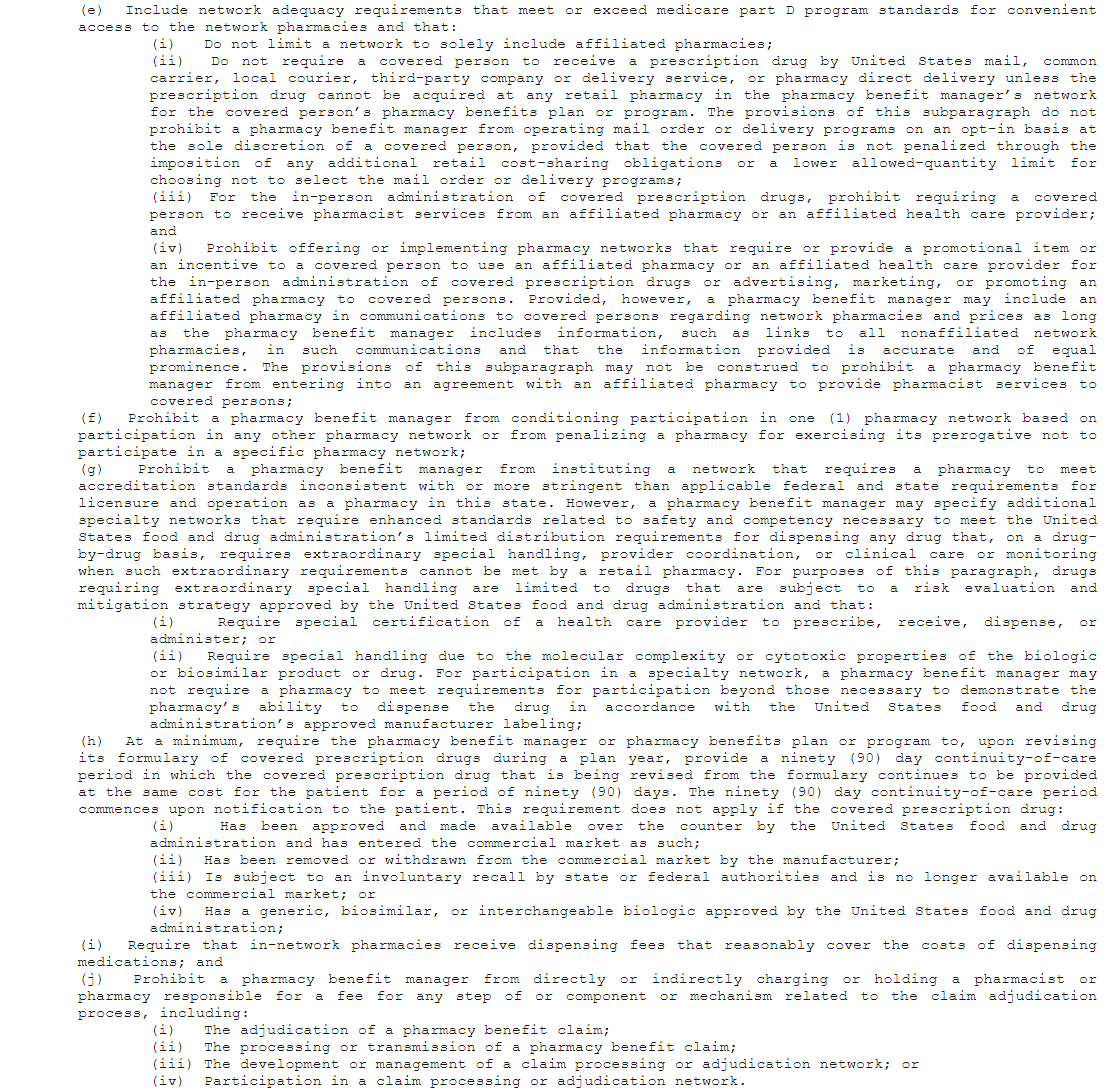 (e) Include network adequacy requirements that meet or exceed medicare part D program standards for convenient
access to the network pharmacies and that:
(i) Do not limit a network to solely include affiliated pharmacies;
(ii) Do not require a covered person to receive a prescription drug by United States mail, common
carrier, local courier, third-party company or delivery service, or pharmacy direct delivery unless the
prescription drug cannot be acquired at any retail pharmacy in the pharmacy benefit manager's network
for the covered person's pharmacy benefits plan or program. The provisions of this subparagraph do not
prohibit a pharmacy benefit manager from operating mail order or delivery programs on an opt-in basis at
the sole discretion of a covered person, provided that the covered person is not penalized through the
imposition of any additional retail cost-sharing obligations or a lower allowed-quantity limit for
choosing not to select the mail order or delivery programs;
(iii) For the in-person administration of covered prescription drugs, prohibit requiring a covered
person to receive pharmacist services from an affiliated pharmacy or an affiliated health care provider;
and
(iv) Prohibit offering or implementing pharmacy networks that require or provide a promotional item or
an incentive to a covered person to use an affiliated pharmacy or an affiliated health care provider for
the in-person administration of covered prescription drugs or advertising, marketing, or promoting an
affiliated pharmacy to covered persons. Provided, however, a pharmacy benefit manager may include an
affiliated pharmacy in communications to covered persons regarding network pharmacies and prices as long
as the pharmacy benefit manager includes information, such as links to all nonaffiliated network
pharmacies, in such communications and that the information provided is accurate and of equal
prominence. The provisions of this subparagraph may not be construed to prohibit a pharmacy benefit
manager from entering into an agreement with an affiliated pharmacy to provide pharmacist services to
covered persons;
(f) Prohibit a pharmacy benefit manager from conditioning participation in one (1) pharmacy network based on
participation in any other pharmacy network or from penalizing a pharmacy for exercising its prerogative not to
participate in a specific pharmacy network;
(g) Prohibit a pharmacy benefit manager from instituting a network that requires a pharmacy to meet
accreditation standards inconsistent with or more stringent than applicable federal and state requirements for
licensure and operation as a pharmacy in this state. However, a pharmacy benefit manager may specify additional
specialty networks that require enhanced standards related to safety and competency necessary to meet the United
States food and drug administration's limited distribution requirements for dispensing any drug that, on a drug-
by-drug basis, requires extraordinary special handling, provider coordination, or clinical care or monitoring
when such extraordinary requirements cannot be met by a retail pharmacy. For purposes of this paragraph, drugs
requiring extraordinary special handling are limited to drugs that are subject to a risk evaluation and
mitigation strategy approved by the United States food and drug administration and that:
(i) Require special certification of a health care provider to prescribe, receive, dispense, or
administer; or
(ii) Require special handling due to the molecular complexity or cytotoxic properties of the biologic
or biosimilar product or drug. For participation in a specialty network, a pharmacy benefit manager may
not require a pharmacy to meet requirements for participation beyond those necessary to demonstrate the
pharmacy's ability to dispense the drug in accordance with the United States food and drug
administration's approved manufacturer labeling;
(h) At a minimum, require the pharmacy benefit manager or pharmacy benefits plan or program to, upon revising
its formulary of covered prescription drugs during a plan year, provide a ninety (90) day continuity-of-care
period in which the covered prescription drug that is being revised from the formulary continues to be provided
at the same cost for the patient for a period of ninety (90) days. The ninety (90) day continuity-of-care period
commences upon notification to the patient. This requirement does not apply if the covered prescription drug:
(i) Has been approved and made available over the counter by the United States food and drug
administration and has entered the commercial market as such;
(ii) Has been removed or withdrawn from the commercial market by the manufacturer;
(iii) Is subject to an involuntary recall by state or federal authorities and is no longer available on
the commercial market; or
(iv) Has a generic, biosimilar, or interchangeable biologic approved by the United States food and drug
administration;
(i) Require that in-network pharmacies receive dispensing fees that reasonably cover the costs of dispensing
medications; and
(j) Prohibit a pharmacy benefit manager from directly or indirectly charging or holding a pharmacist or
pharmacy responsible for a fee for any step of or component or mechanism related to the claim adjudication
process, including:
(i) The adjudication of a pharmacy benefit claim;
(ii) The processing or transmission of a pharmacy benefit claim;
(iii) The development or management of a claim processing or adjudication network; or
(iv) Participation in a claim processing or adjudication network.